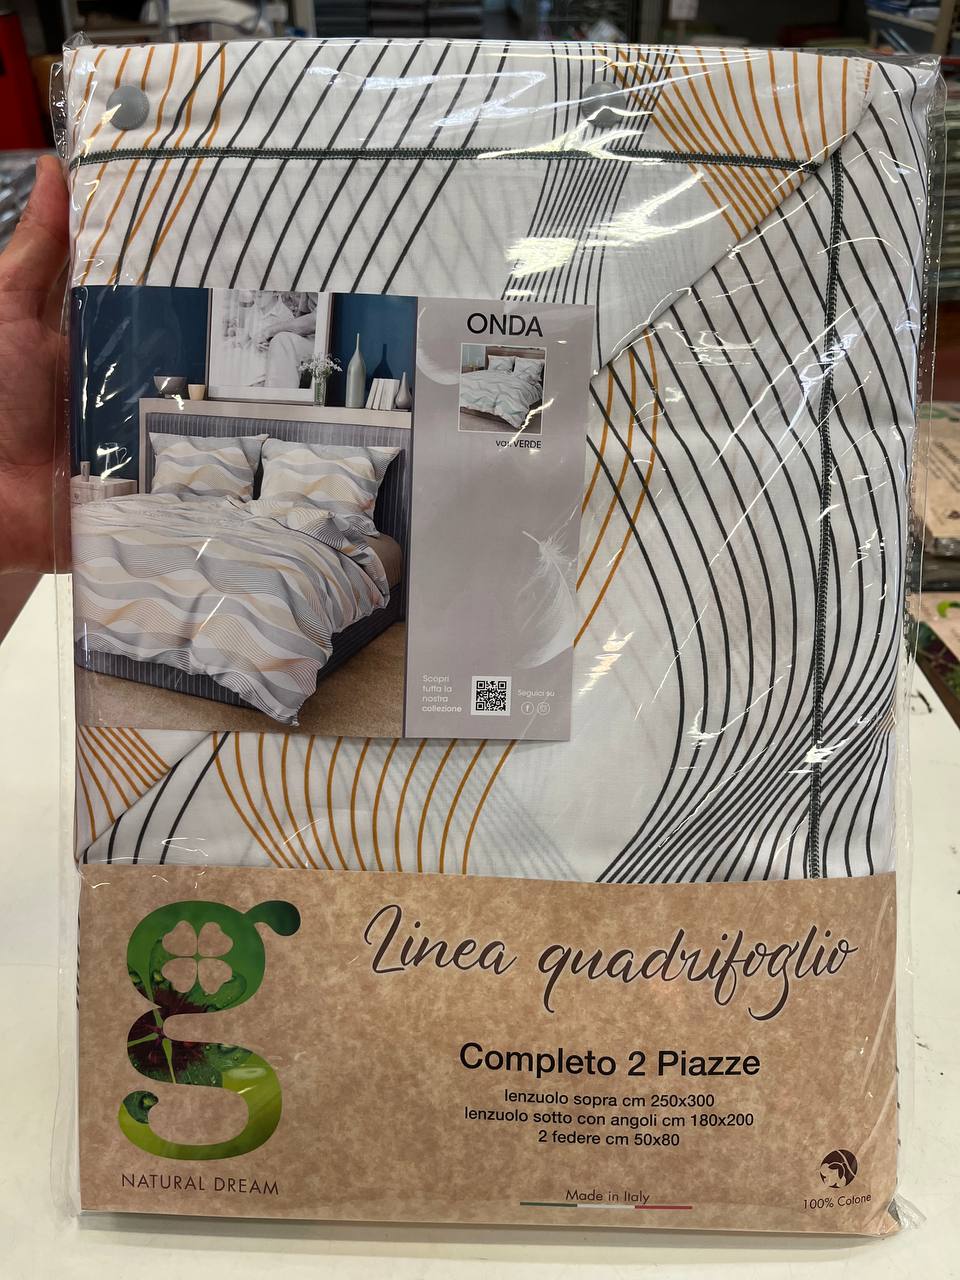 ONDA
var. VERDE
Scopri
tutta la
nostra
collezione
Seguici su
Linea quadrifoglio
Completo 2 Piazze
lenzuolo sopra cm 250x300
lenzuolo sotto con angoli cm 180x200
2 federe cm 50x80
g
NATURAL DREAM
Made in Italy
100% Cotone